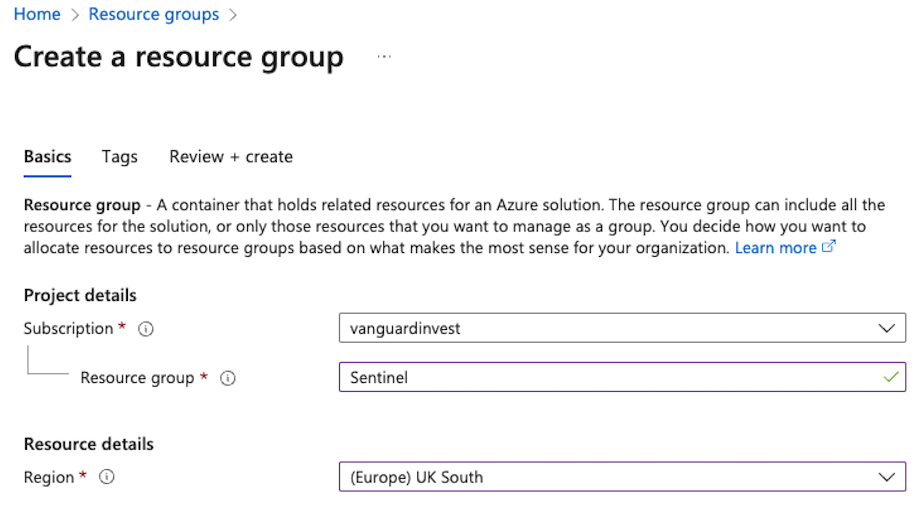 Home > Resource groups >
Create a resource group ...
Basics Tags Review + create
Resource group - A container that holds related resources for an Azure solution. The resource group can include all the
resources for the solution, or only those resources that you want to manage as a group. You decide how you want to
allocate resources to resource groups based on what makes the most sense for your organization. Learn more
Project details
Subscription * vanguardinvest
Resource group * Sentinel
Resource details
Region * (Europe) UK South